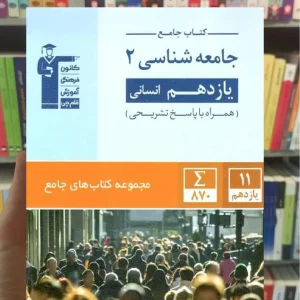 کتاب جامع
جامعه شناسی ۲
یازدهم انسانی
(همراه با پاسخ تشریحی)
کانون
فرهنگی
آموزش
قلم‌چی
مجموعه کتاب‌های جامع
Σ
۸۷۰
۱۱
یازدهم